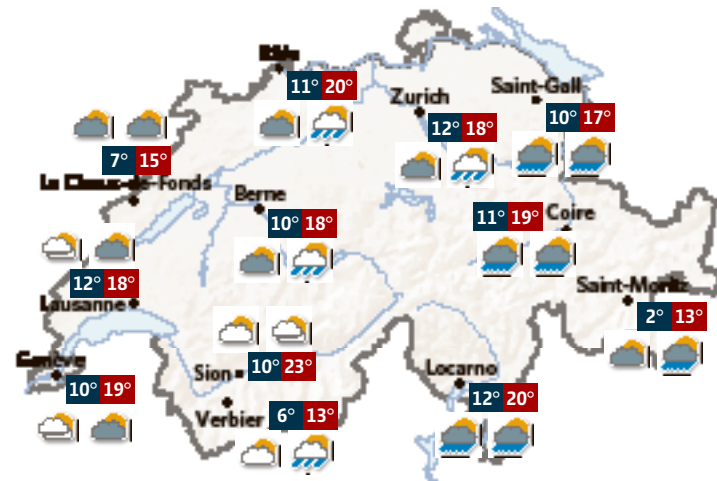 Bâle
11° 20°
Zurich
Saint-Gall
12° 18°
10° 17°
7° 15°
La Chaux-de-Fonds
Berne
10° 18°
11° 19°
Coire
12° 18°
Lausanne
Saint-Moritz
2° 13°
Genève
10° 19°
Sion
10° 23°
Locarno
12° 20°
Verbier
6° 13°